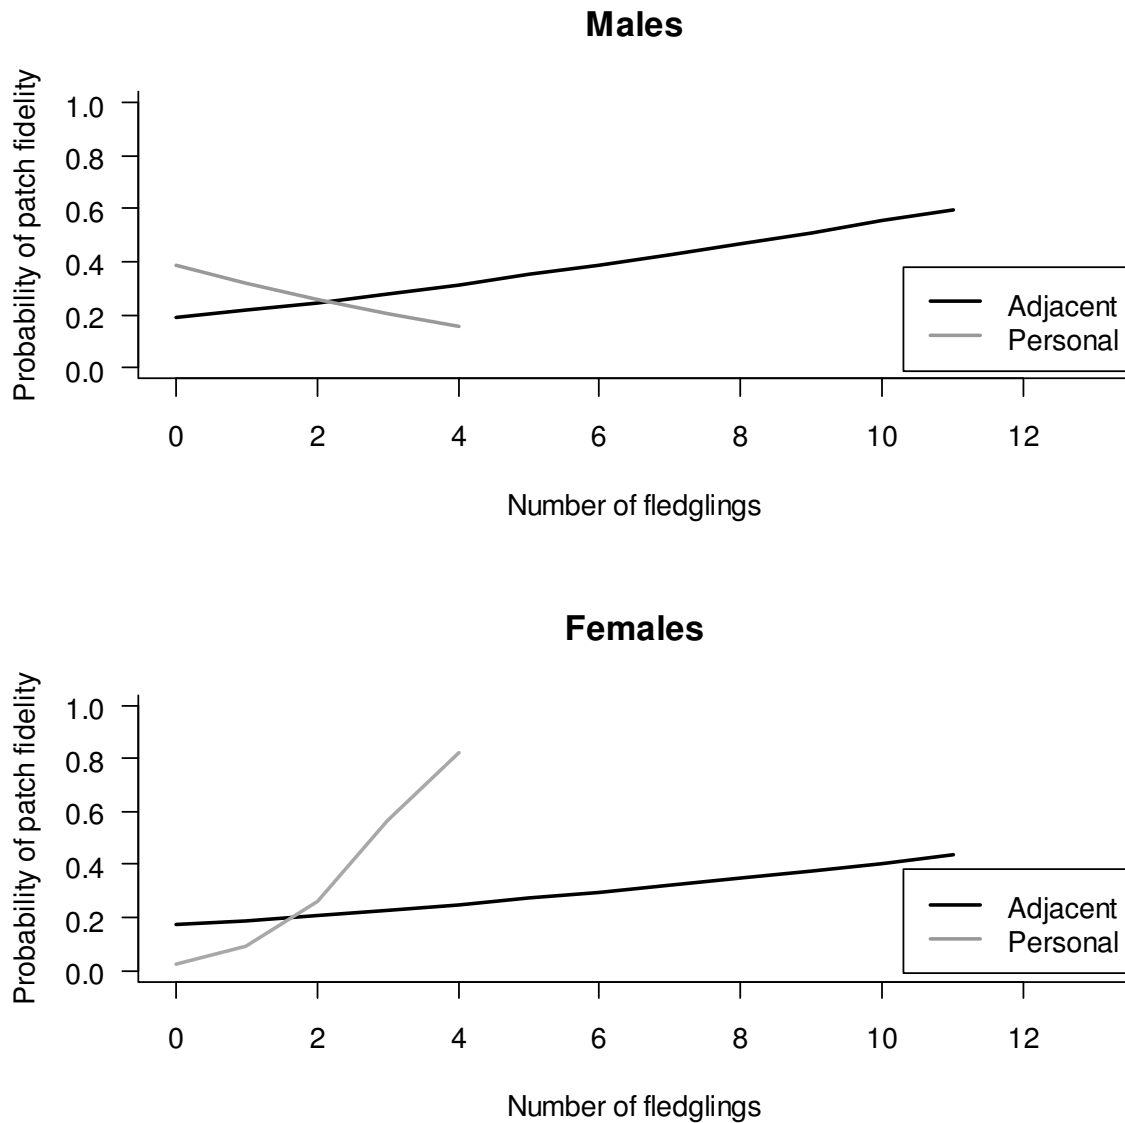 Males
Probability of patch fidelity
1.0
0.8
0.6
0.4
0.2
0.0
Adjacent
Personal
0 2 4 6 8 10 12
Number of fledglings
Females
Probability of patch fidelity
1.0
0.8
0.6
0.4
0.2
0.0
Adjacent
Personal
0 2 4 6 8 10 12
Number of fledglings